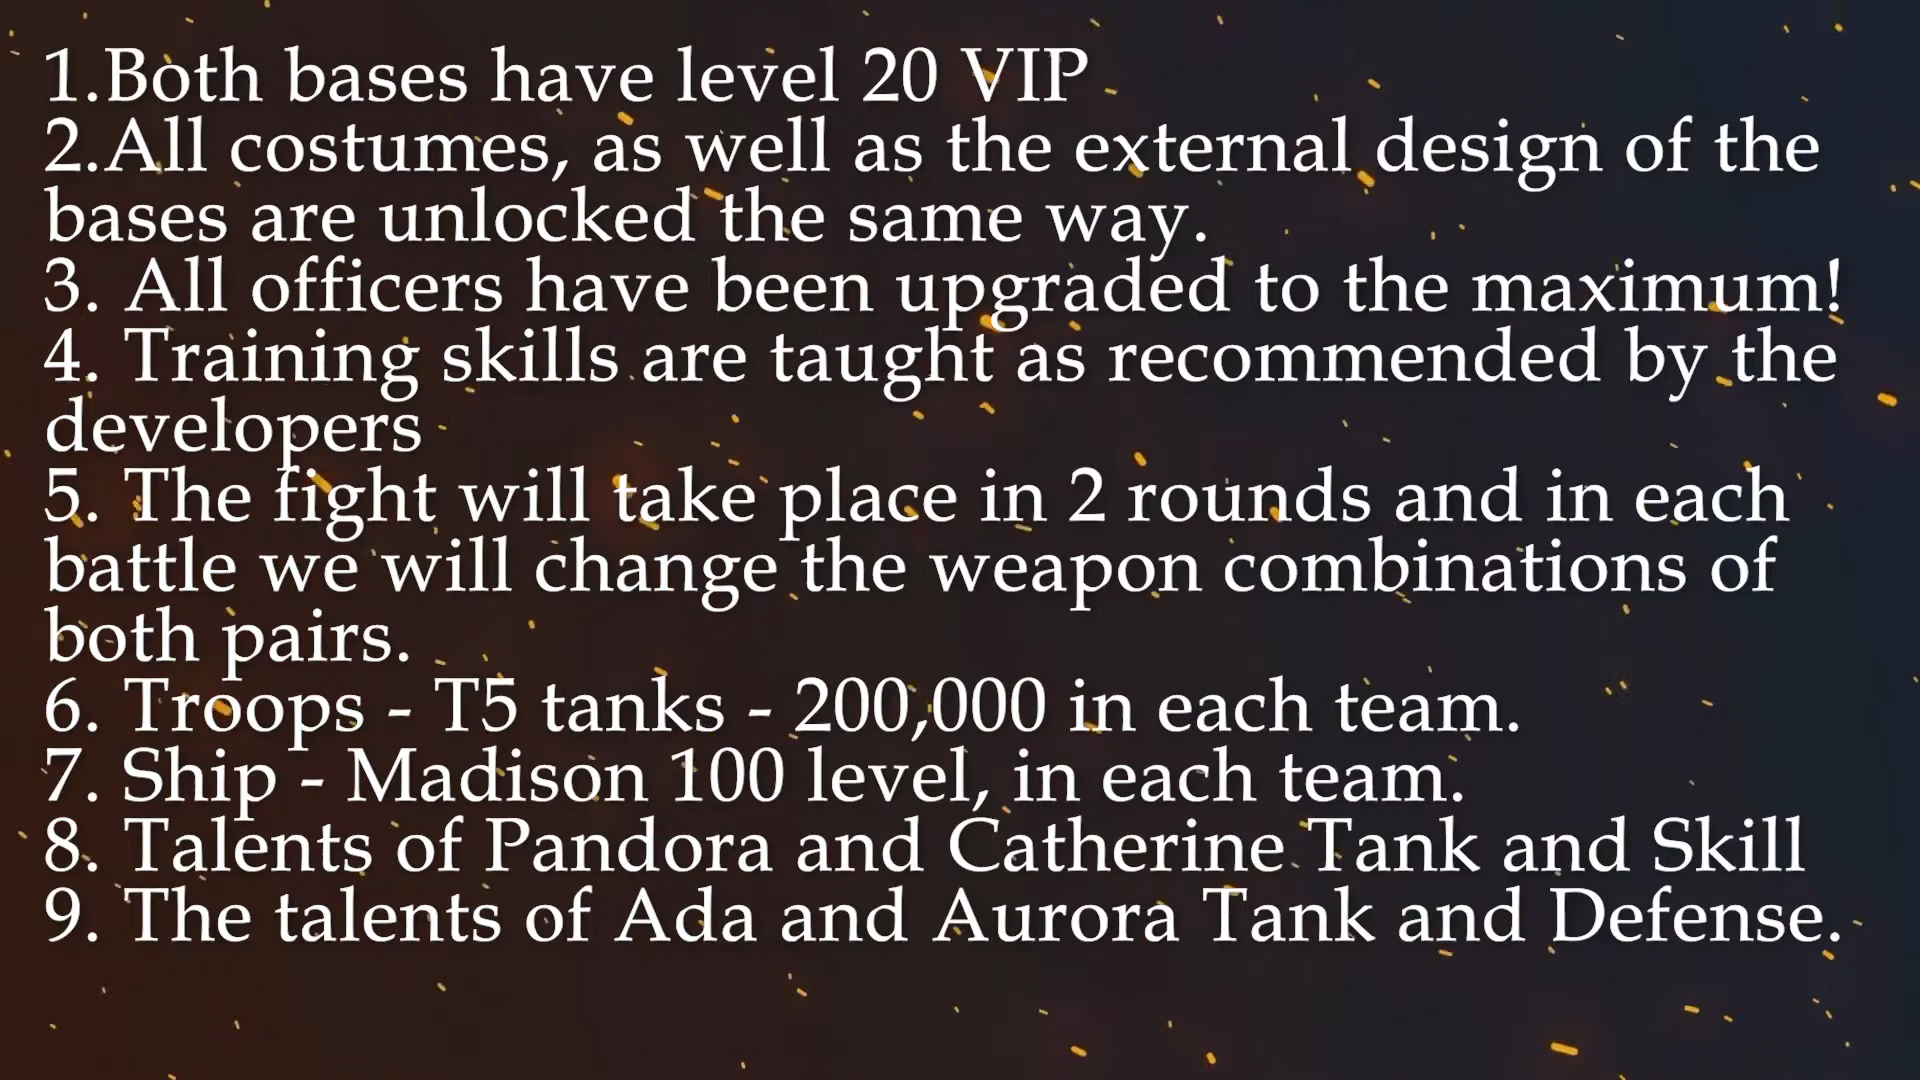 1.Both bases have level 20 VIP
2.All costumes, as well as the external design of the
bases are unlocked the same way.
3. All officers have been upgraded to the maximum!
4. Training skills are taught as recommended by the
developers
5. The fight will take place in 2 rounds and in each
battle we will change the weapon combinations of
both pairs.
6. Troops - T5 tanks - 200,000 in each team.
7. Ship - Madison 100 level, in each team.
8. Talents of Pandora and Catherine Tank and Skill
9. The talents of Ada and Aurora Tank and Defense.